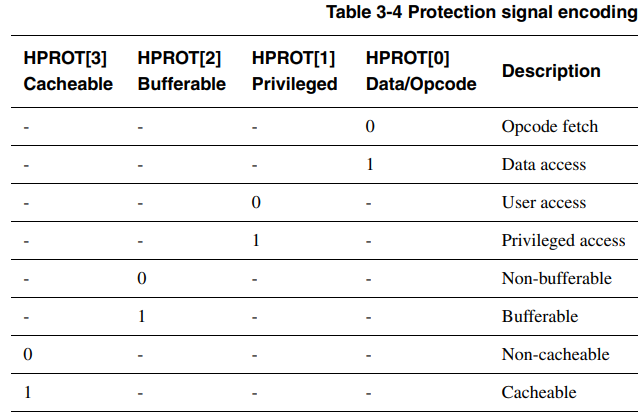 Table 3-4 Protection signal encoding
HPROT[3] HPROT[2] HPROT[1] HPROT[0] Description
Cacheable Bufferable Privileged Data/Opcode
- - - 0 Opcode fetch
- - - 1 Data access
- - 0 - User access
- - 1 - Privileged access
- 0 - - Non-bufferable
- 1 - - Bufferable
0 - - - Non-cacheable
1 - - - Cacheable